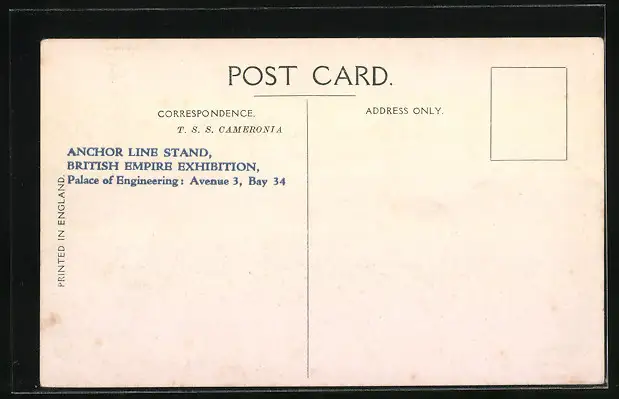 POST CARD.
CORRESPONDENCE.
ADDRESS ONLY.
T. S. S. CAMERONIA
ANCHOR LINE STAND,
BRITISH EMPIRE EXHIBITION,
Palace of Engineering: Avenue 3, Bay 34
PRINTED IN ENGLAND.